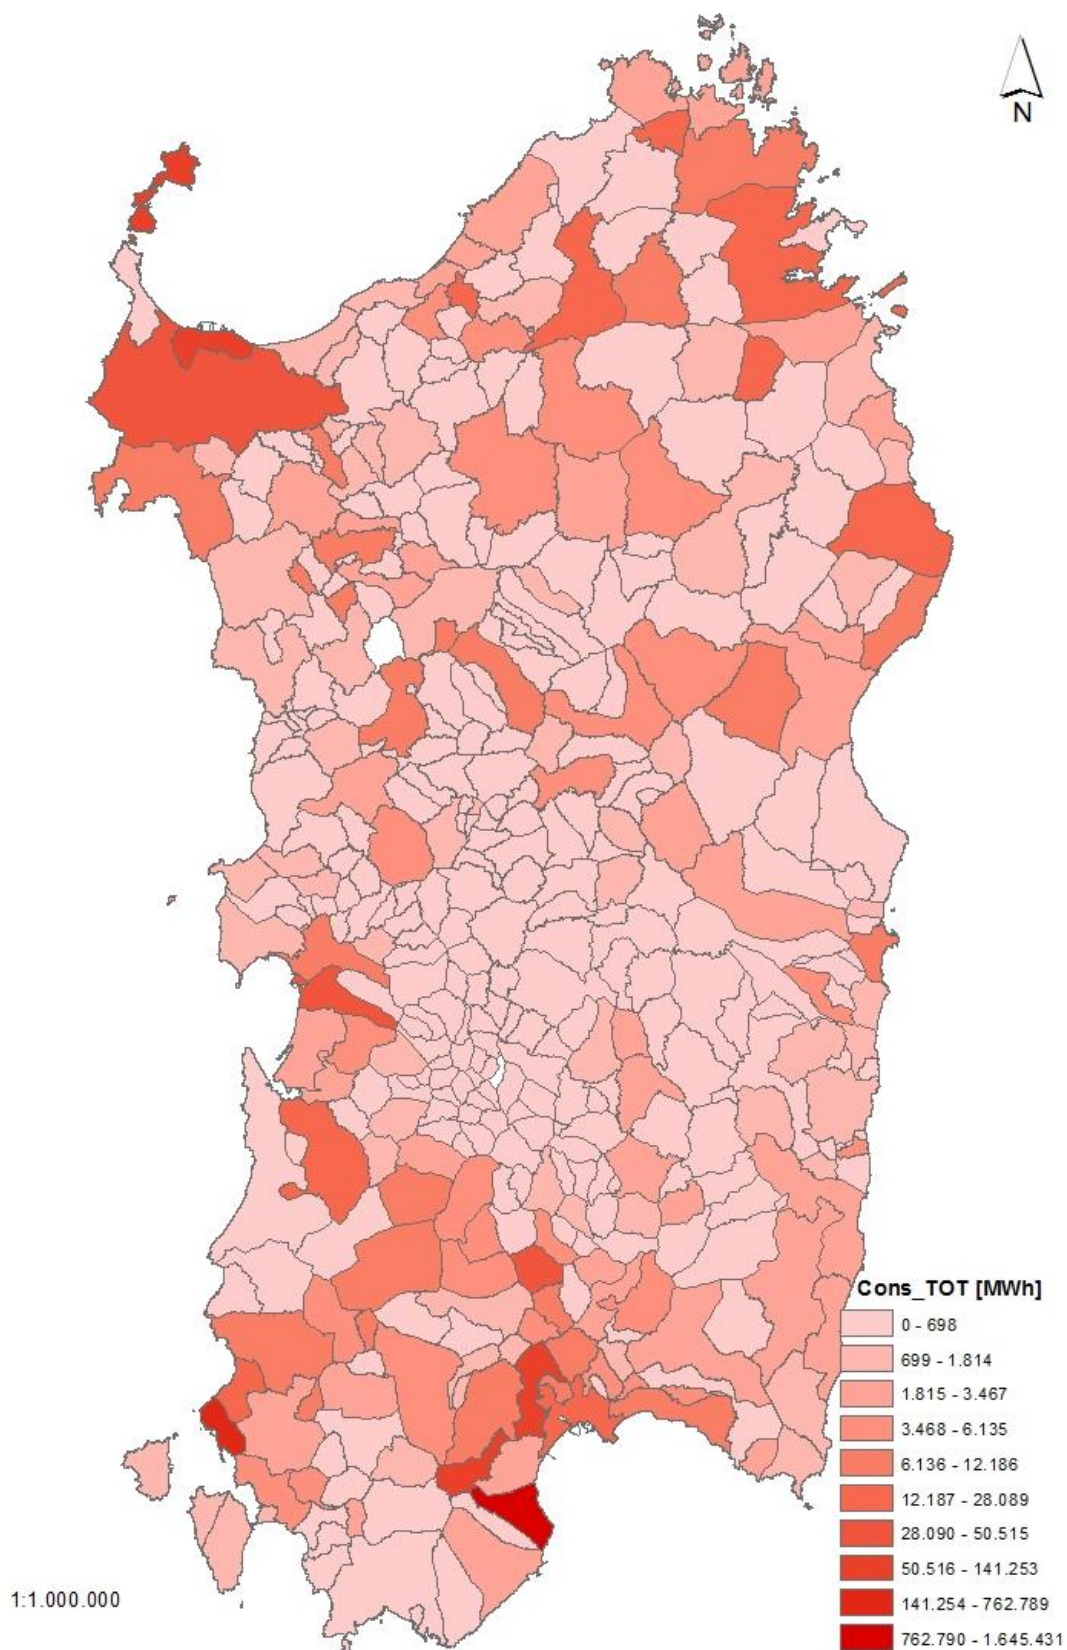 N
Cons_TOT [MWh]
0 - 698
699 - 1.814
1.815 - 3.467
3.468 - 6.135
6.136 - 12.186
12.187 - 28.089
28.090 - 50.515
50.516 - 141.253
141.254 - 762.789
762.790 - 1.645.431
1:1.000.000